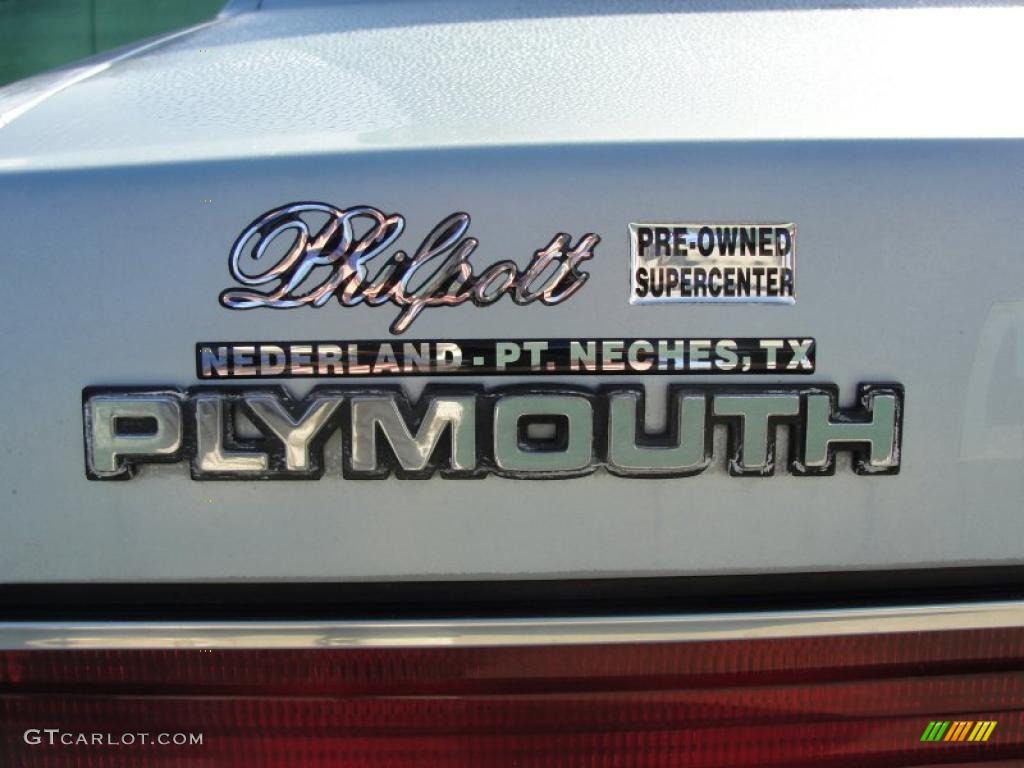 Philpott
PRE-OWNED
SUPERCENTER
NEDERLAND - PT. NECHES, TX
PLYMOUTH
GTCARLOT.COM